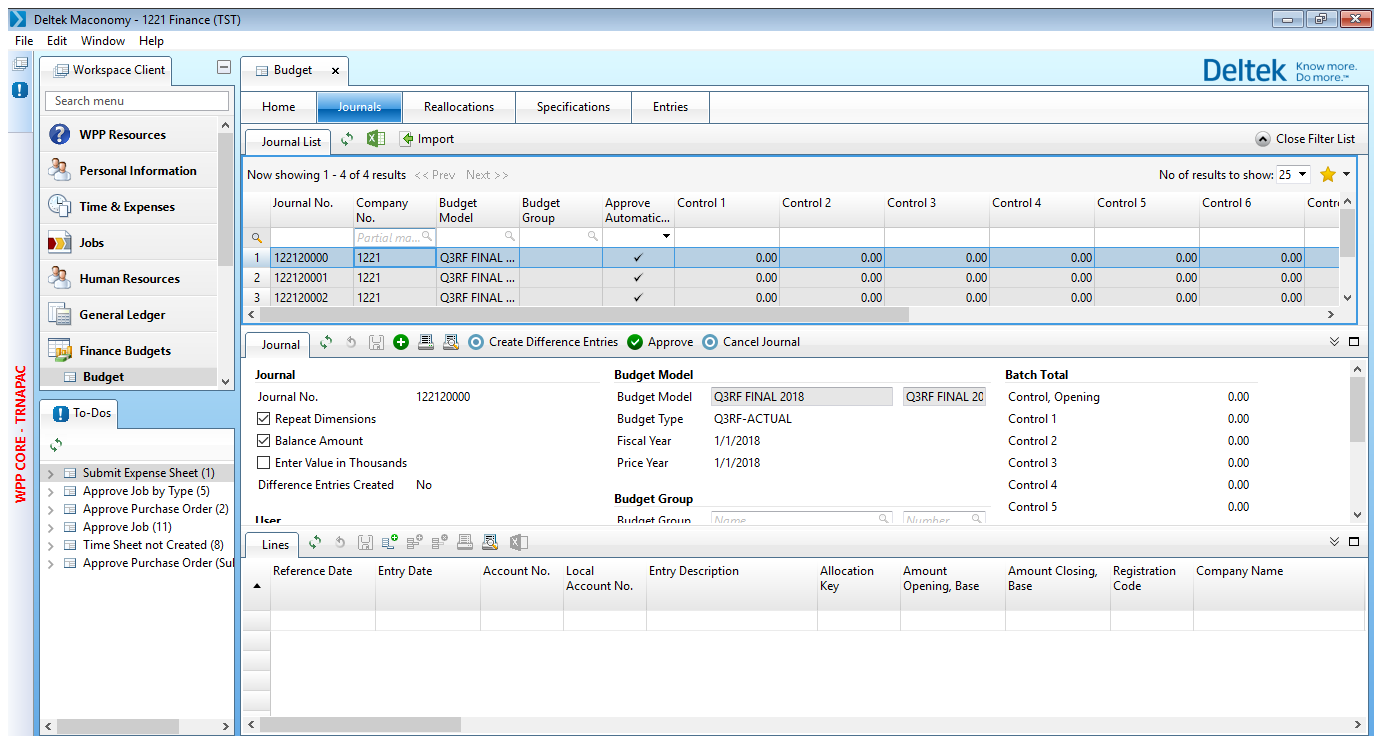 Deltek Maconomy - 1221 Finance (TST)
File Edit Window Help
WPP CORE - TRNAPAC
Workspace Client
Search menu
WPP Resources
Personal Information
Time & Expenses
Jobs
Human Resources
General Ledger
Finance Budgets
Budget
To-Dos
Submit Expense Sheet (1)
Approve Job by Type (5)
Approve Purchase Order (2)
Approve Job (11)
Time Sheet not Created (8)
Approve Purchase Order (Sul
Budget x
Deltek Know more.
Do more.™
Home Journals Reallocations Specifications Entries
Journal List Import Close Filter List
Now showing 1 - 4 of 4 results << Prev Next >> No of results to show: 25
Journal No. Company No. Budget Model Budget Group Approve Automatic... Control 1 Control 2 Control 3 Control 4 Control 5 Control 6 Contr
Partial ma...
1 122120000 1221 Q3RF FINAL ... ✓ 0.00 0.00 0.00 0.00 0.00 0.00
2 122120001 1221 Q3RF FINAL ... ✓ 0.00 0.00 0.00 0.00 0.00 0.00
3 122120002 1221 Q3RF FINAL ... ✓ 0.00 0.00 0.00 0.00 0.00 0.00
Journal Create Difference Entries Approve Cancel Journal
Journal Budget Model Batch Total
Journal No. 122120000 Budget Model Q3RF FINAL 2018 Q3RF FINAL 20 Control, Opening 0.00
Repeat Dimensions Budget Type Q3RF-ACTUAL Control 1 0.00
Balance Amount Fiscal Year 1/1/2018 Control 2 0.00
Enter Value in Thousands Price Year 1/1/2018 Control 3 0.00
Difference Entries Created No Control 4 0.00
Budget Group Control 5 0.00
User Budget Group Name Number
Lines
Reference Date Entry Date Account No. Local Account No. Entry Description Allocation Key Amount Opening, Base Amount Closing, Base Registration Code Company Name